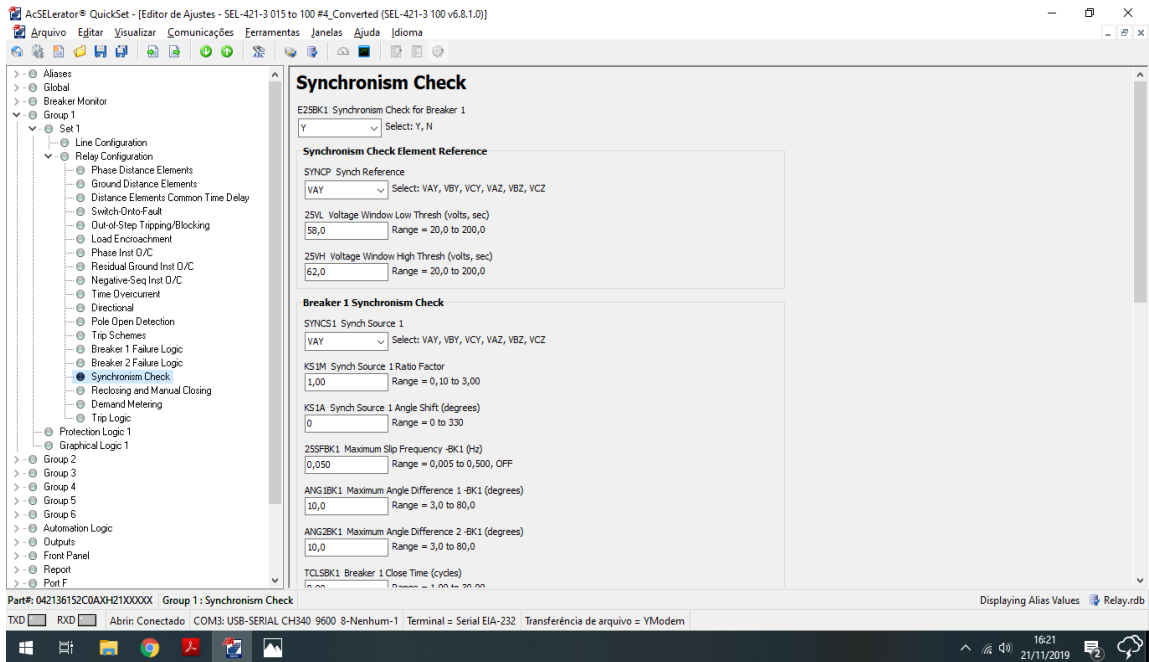 AcSELerator® QuickSet - [Editor de Ajustes - SEL-421-3 015 to 100 #4_Converted (SEL-421-3 100 v6.8.1.0)]
Arquivo Editar Visualizar Comunicações Ferramentas Janelas Ajuda Idioma
Aliases
Global
Breaker Monitor
Group 1
Set 1
Line Configuration
Relay Configuration
Phase Distance Elements
Ground Distance Elements
Distance Elements Common Time Delay
Switch-Onto-Fault
Out-of-Step Tripping/Blocking
Load Encroachment
Phase Inst O/C
Residual Ground Inst O/C
Negative-Seq Inst O/C
Time Overcurrent
Directional
Pole Open Detection
Trip Schemes
Breaker 1 Failure Logic
Breaker 2 Failure Logic
Synchronism Check
Reclosing and Manual Closing
Demand Metering
Trip Logic
Protection Logic 1
Graphical Logic 1
Group 2
Group 3
Group 4
Group 5
Group 6
Automation Logic
Outputs
Front Panel
Report
Port F
Synchronism Check
E25BK1 Synchronism Check for Breaker 1
Y Select: Y, N
Synchronism Check Element Reference
SYNCP Synch Reference
VAY Select: VAY, VBY, VCY, VAZ, VBZ, VCZ
25VL Voltage Window Low Thresh (volts, sec)
58,0 Range = 20,0 to 200,0
25VH Voltage Window High Thresh (volts, sec)
62,0 Range = 20,0 to 200,0
Breaker 1 Synchronism Check
SYNCS1 Synch Source 1
VAY Select: VAY, VBY, VCY, VAZ, VBZ, VCZ
KS1M Synch Source 1 Ratio Factor
1,00 Range = 0,10 to 3,00
KS1A Synch Source 1 Angle Shift (degrees)
0 Range = 0 to 330
25SFBK1 Maximum Slip Frequency -BK1 (Hz)
0,050 Range = 0,005 to 0,500, OFF
ANG1BK1 Maximum Angle Difference 1 -BK1 (degrees)
10,0 Range = 3,0 to 80,0
ANG2BK1 Maximum Angle Difference 2 -BK1 (degrees)
10,0 Range = 3,0 to 80,0
TCLSBK1 Breaker 1 Close Time (cycles)
Range = 1,00 to 30,00
Part#: 042136152C0AXH21XXXXX Group 1 : Synchronism Check Displaying Alias Values Relay.rdb
TXD RXD Abrir: Conectado COM3: USB-SERIAL CH340 9600 8-Nenhum-1 Terminal = Serial EIA-232 Transferência de arquivo = YModem
16:21
21/11/2019
2